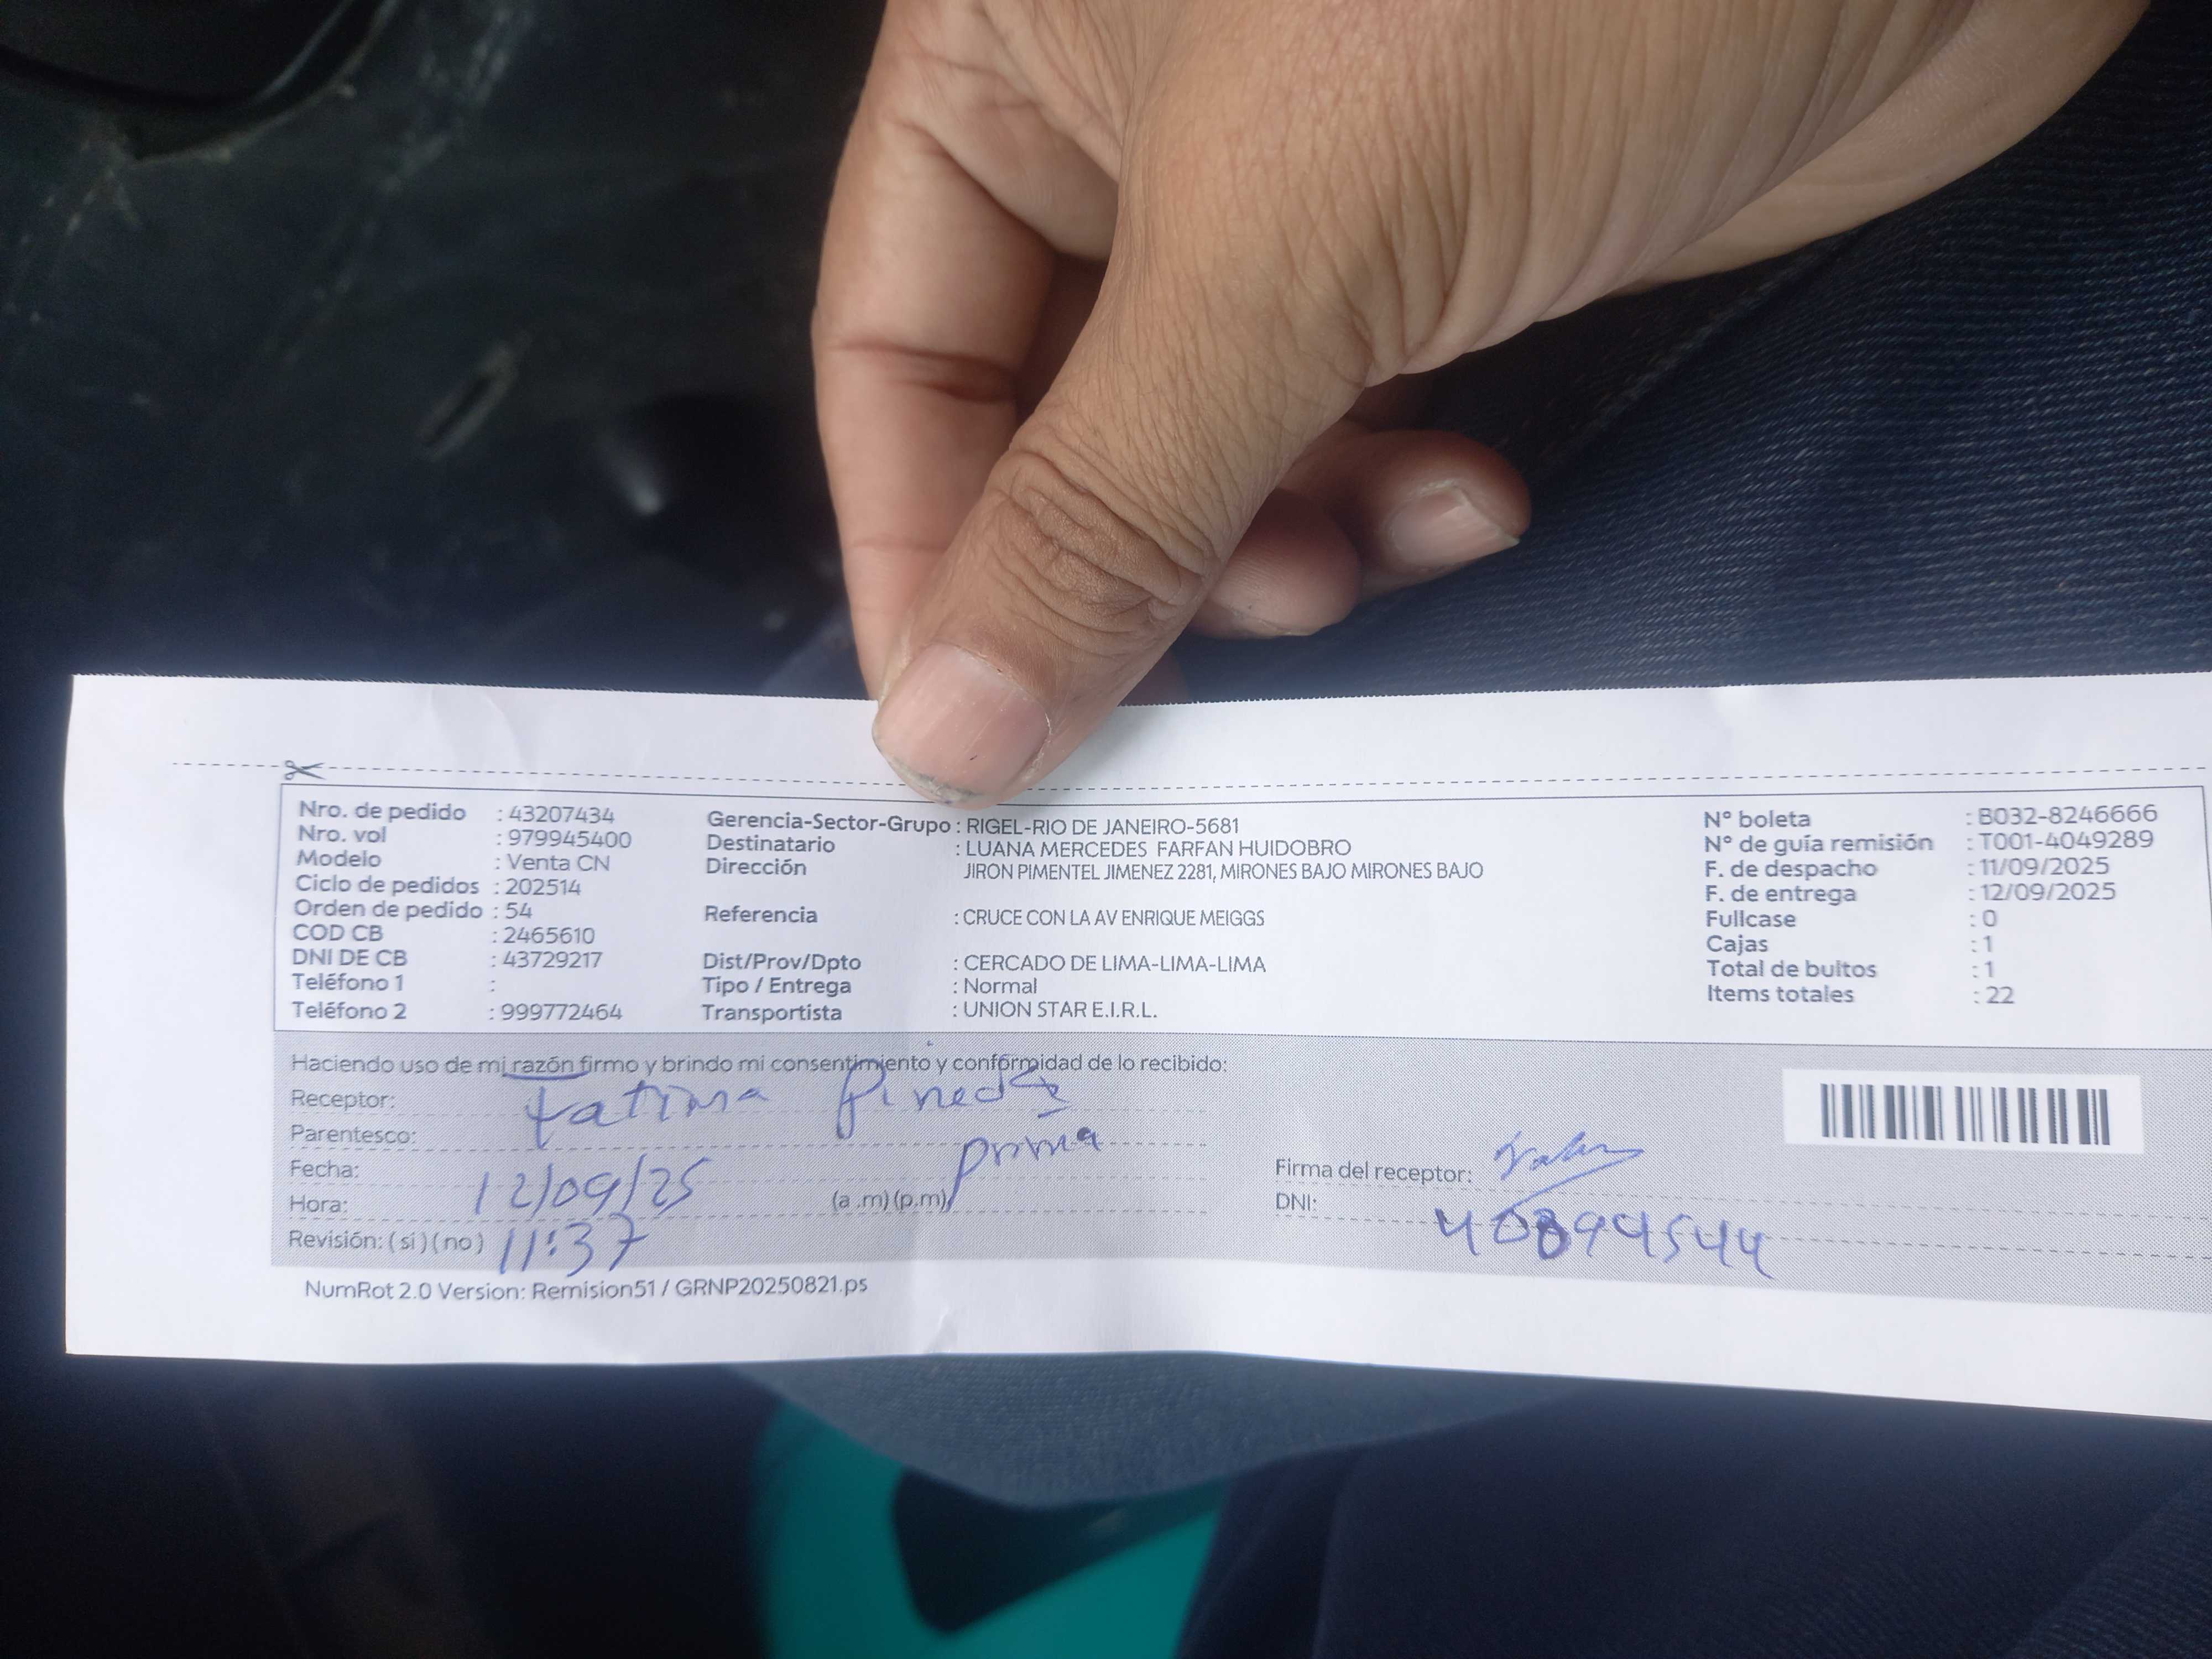 Nro. de pedido : 43207434
Nro. vol : 979945400
Modelo : Venta CN
Ciclo de pedidos : 202514
Orden de pedido : 54
COD CB : 2465610
DNI DE CB : 43729217
Teléfono 1 :
Teléfono 2 : 999772464
Gerencia-Sector-Grupo : RIGEL-RIO DE JANEIRO-5681
Destinatario : LUANA MERCEDES FARFAN HUIDOBRO
Dirección JIRON PIMENTEL JIMENEZ 2281, MIRONES BAJO MIRONES BAJO
Referencia : CRUCE CON LA AV ENRIQUE MEIGGS
Dist/Prov/Dpto : CERCADO DE LIMA-LIMA-LIMA
Tipo / Entrega : Normal
Transportista : UNION STAR E.I.R.L.
N° boleta : B032-8246666
N° de guía remisión : T001-4049289
F. de despacho : 11/09/2025
F. de entrega : 12/09/2025
Fullcase : 0
Cajas : 1
Total de bultos : 1
Items totales : 22
Haciendo uso de mi razón firmo y brindo mi consentimiento y conformidad de lo recibido:
Receptor: Fatima Pineda
Parentesco: prima
Fecha: 12/09/25
Hora: 11:37 (a .m) (p.m)
Revisión: ( sí ) ( no )
Firma del receptor:
DNI: 40894544
NumRot 2.0 Version: Remision51 / GRNP20250821.ps